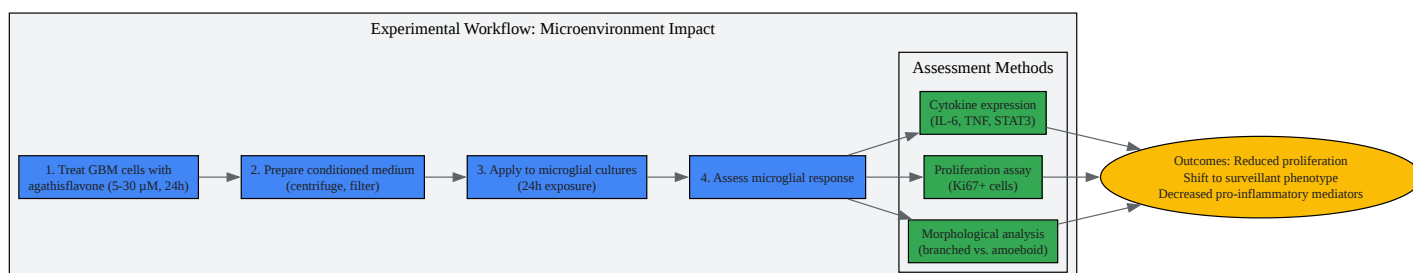 Experimental Workflow: Microenvironment Impact
Assessment Methods
1. Treat GBM cells with
agathisflavone (5-30 µM, 24h)
2. Prepare conditioned medium
(centrifuge, filter)
3. Apply to microglial cultures
(24h exposure)
4. Assess microglial response
Cytokine expression
(IL-6, TNF, STAT3)
Proliferation assay
(Ki67+ cells)
Morphological analysis
(branched vs. amoeboid)
Outcomes: Reduced proliferation
Shift to surveillant phenotype
Decreased pro-inflammatory mediators